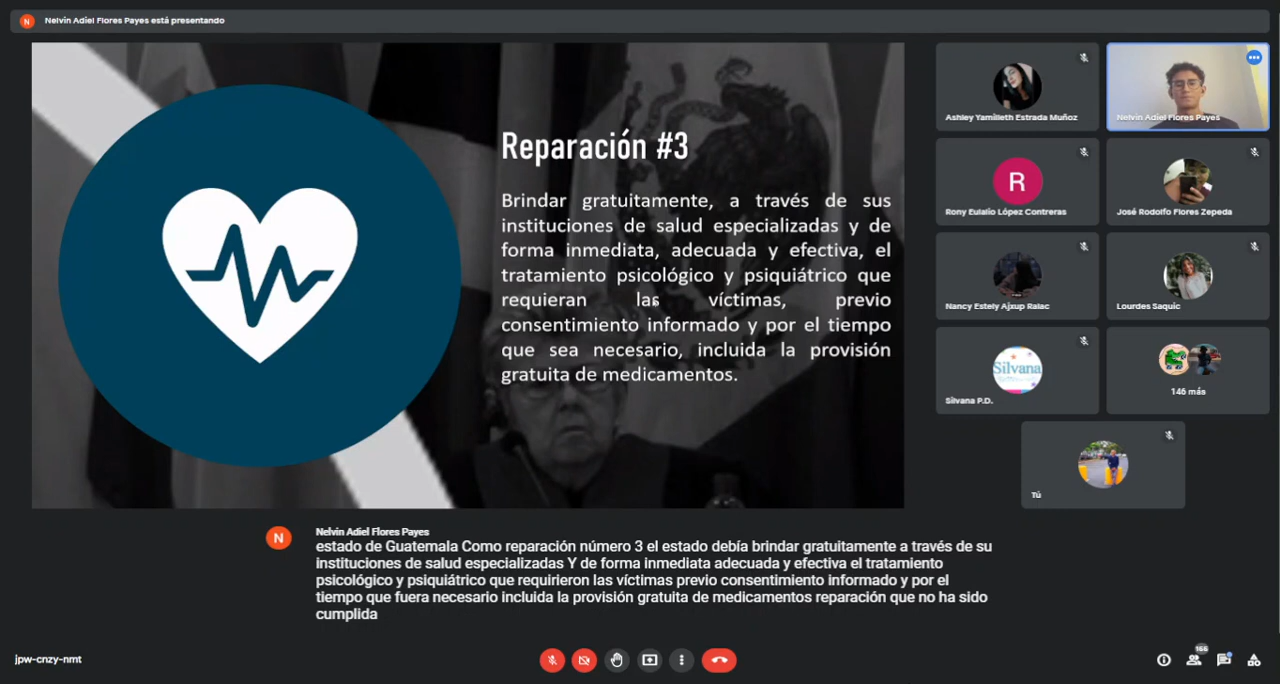 N
Nelvin Adiel Flores Payes está presentando
Reparación #3
Brindar gratuitamente, a través de sus
instituciones de salud especializadas y de
forma inmediata, adecuada y efectiva, el
tratamiento psicológico y psiquiátrico que
requieran las víctimas, previo
consentimiento informado y por el tiempo
que sea necesario, incluida la provisión
gratuita de medicamentos.
Ashley Yamilleth Estrada Muñoz
Nelvin Adiel Flores Payes
R
Rony Eulalio López Contreras
José Rodolfo Flores Zepeda
Nancy Estely Ajxup Ralac
Lourdes Saquic
Silvana
Silvana P.D.
146 más
Tú
N
Nelvin Adiel Flores Payes
estado de Guatemala Como reparación número 3 el estado debía brindar gratuitamente a través de su
instituciones de salud especializadas Y de forma inmediata adecuada y efectiva el tratamiento
psicológico y psiquiátrico que requirieron las víctimas previo consentimiento informado y por el
tiempo que fuera necesario incluida la provisión gratuita de medicamentos reparación que no ha sido
cumplida
jpw-cnzy-nmt